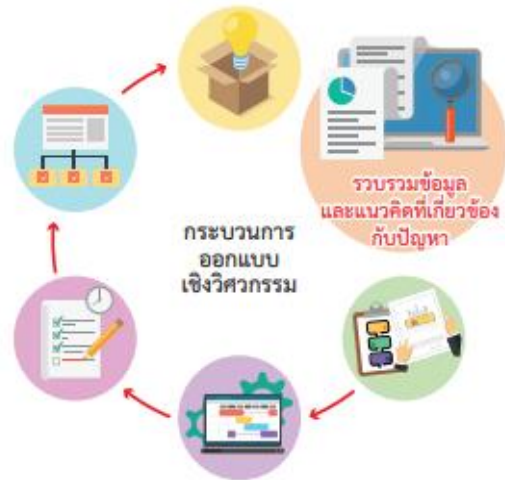 รวบรวมข้อมูล
และแนวคิดที่เกี่ยวข้อง
กับปัญหา
กระบวนการ
ออกแบบ
เชิงวิศวกรรม